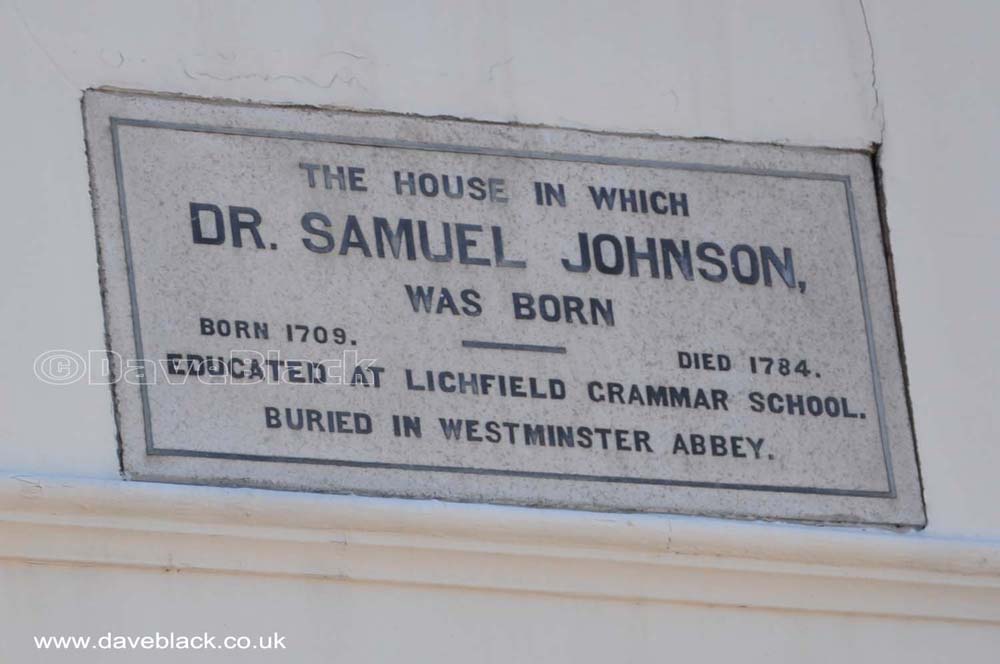 THE HOUSE IN WHICH
DR. SAMUEL JOHNSON,
WAS BORN
BORN 1709. DIED 1784.
EDUCATED AT LICHFIELD GRAMMAR SCHOOL.
BURIED IN WESTMINSTER ABBEY.
©DaveBlack
www.daveblack.co.uk